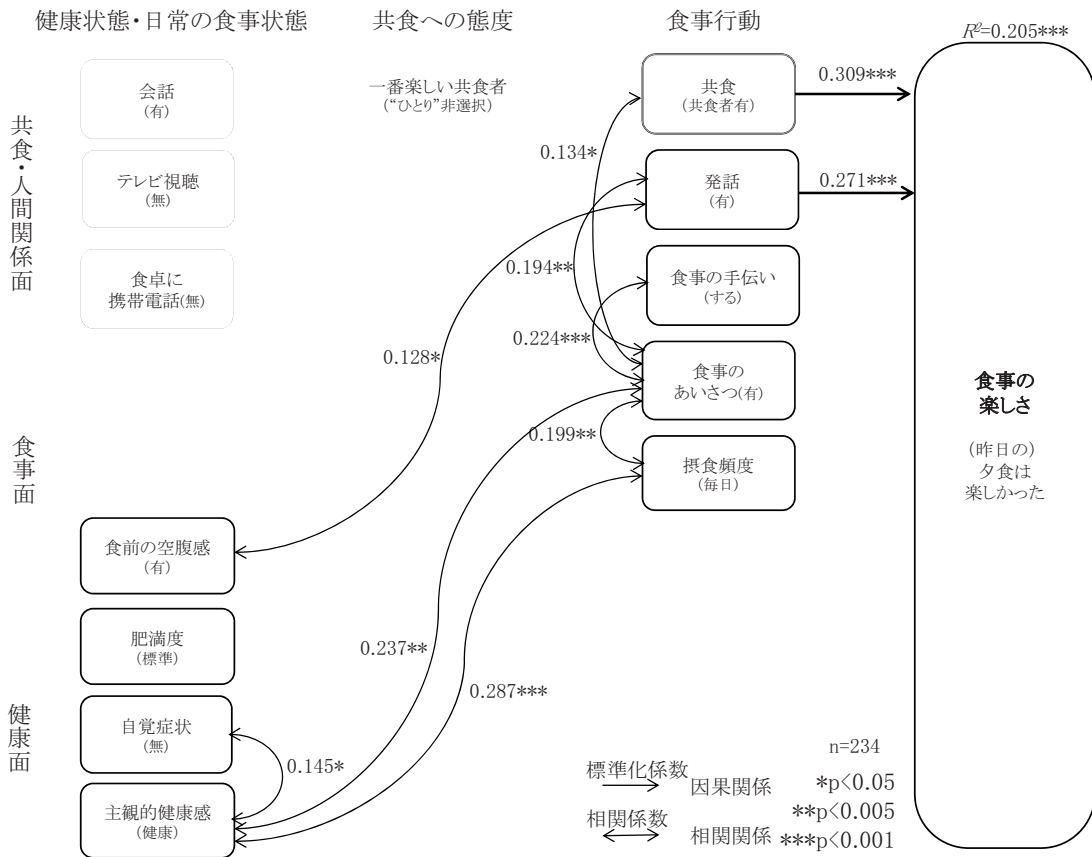 健康状態・日常の食事状態
共食への態度
食事行動
R²=0.205***
共食・人間関係面
会話
(有)
テレビ視聴
(無)
食卓に
携帯電話(無)
一番楽しい共食者
(“ひとり”非選択)
共食
(共食者有)
0.309***
0.134*
発話
(有)
0.271***
0.194**
食事の手伝い
(する)
0.224***
0.128*
食事の
あいさつ(有)
0.199**
摂食頻度
(毎日)
食事の
楽しさ
(昨日の)
夕食は
楽しかった
食事面
食前の空腹感
(有)
肥満度
(標準)
0.237**
0.287***
健康面
自覚症状
(無)
0.145*
主観的健康感
(健康)
n=234
標準化係数
因果関係
*p<0.05
**p<0.005
相関係数
相関関係
***p<0.001